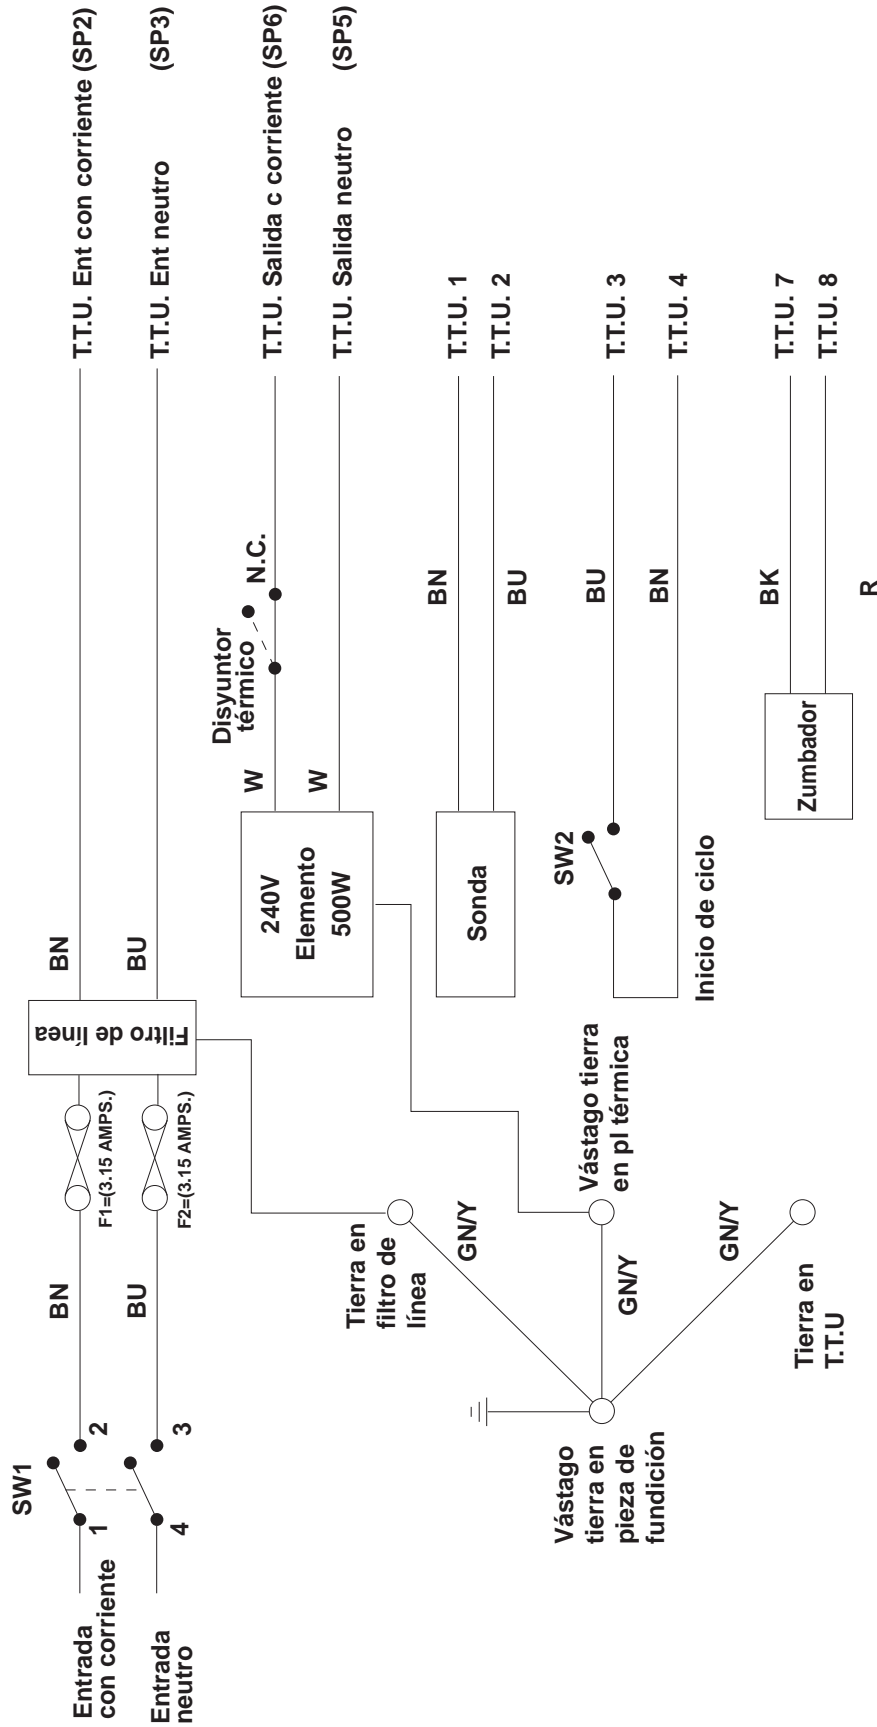 Entrada
con corriente
Entrada
neutro
SW1
1
2
4
3
BN
BU
F1=(3.15 AMPS.)
F2=(3.15 AMPS.)
Filtro de línea
BN
BU
T.T.U. Ent con corriente (SP2)
T.T.U. Ent neutro (SP3)
240V
Elemento
500W
W
W
Disyuntor
térmico
N.C.
T.T.U. Salida c corriente (SP6)
T.T.U. Salida neutro (SP5)
Sonda
BN
BU
T.T.U. 1
T.T.U. 2
SW2
Inicio de ciclo
BU
BN
T.T.U. 3
T.T.U. 4
Zumbador
BK
R
T.T.U. 7
T.T.U. 8
Tierra en
filtro de
línea
GN/Y
Vástago tierra
en pl térmica
GN/Y
GN/Y
Vástago
tierra en
pieza de
fundición
Tierra en
T.T.U